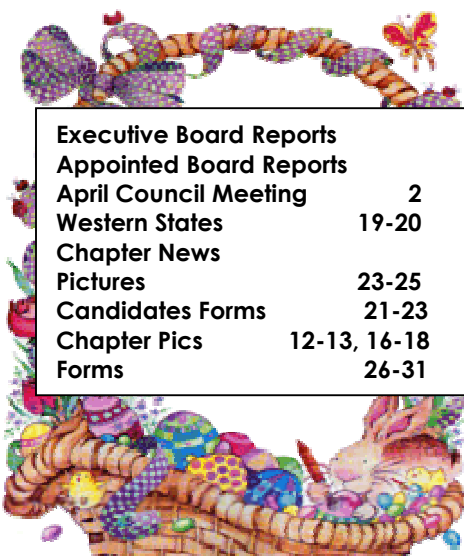 Executive Board Reports
Appointed Board Reports
April Council Meeting 2
Western States 19-20
Chapter News
Pictures 23-25
Candidates Forms 21-23
Chapter Pics 12-13, 16-18
Forms 26-31